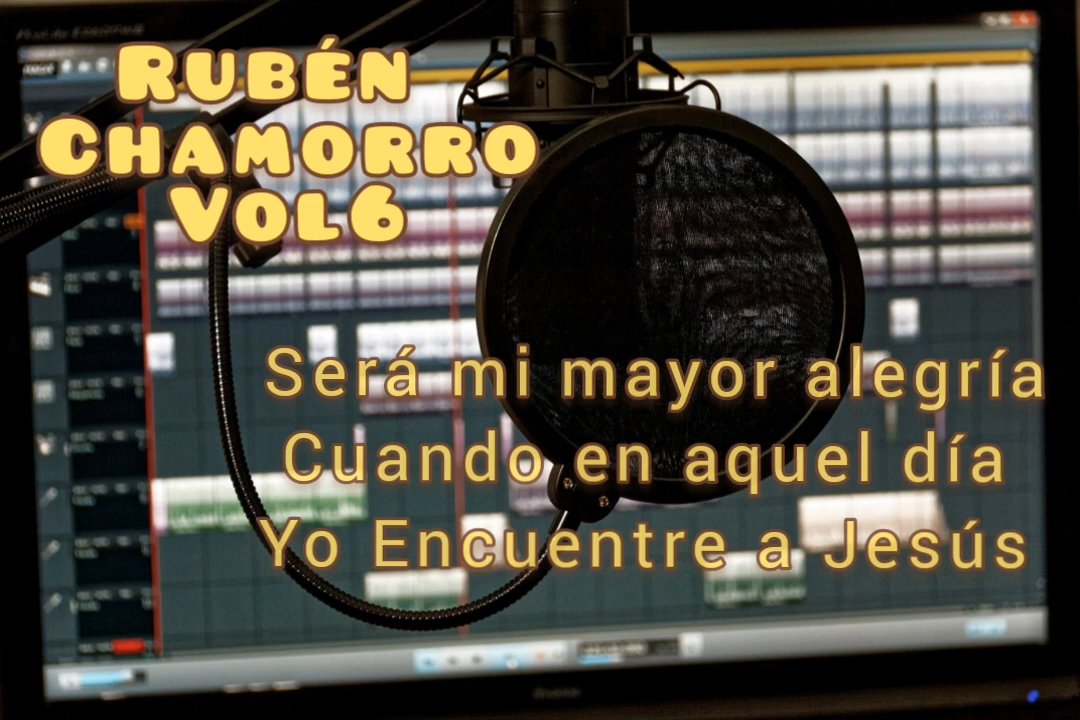 Rubén
Chamorro
Vol6
Será mi mayor alegría
Cuando en aquel día
Yo Encuentre a Jesús